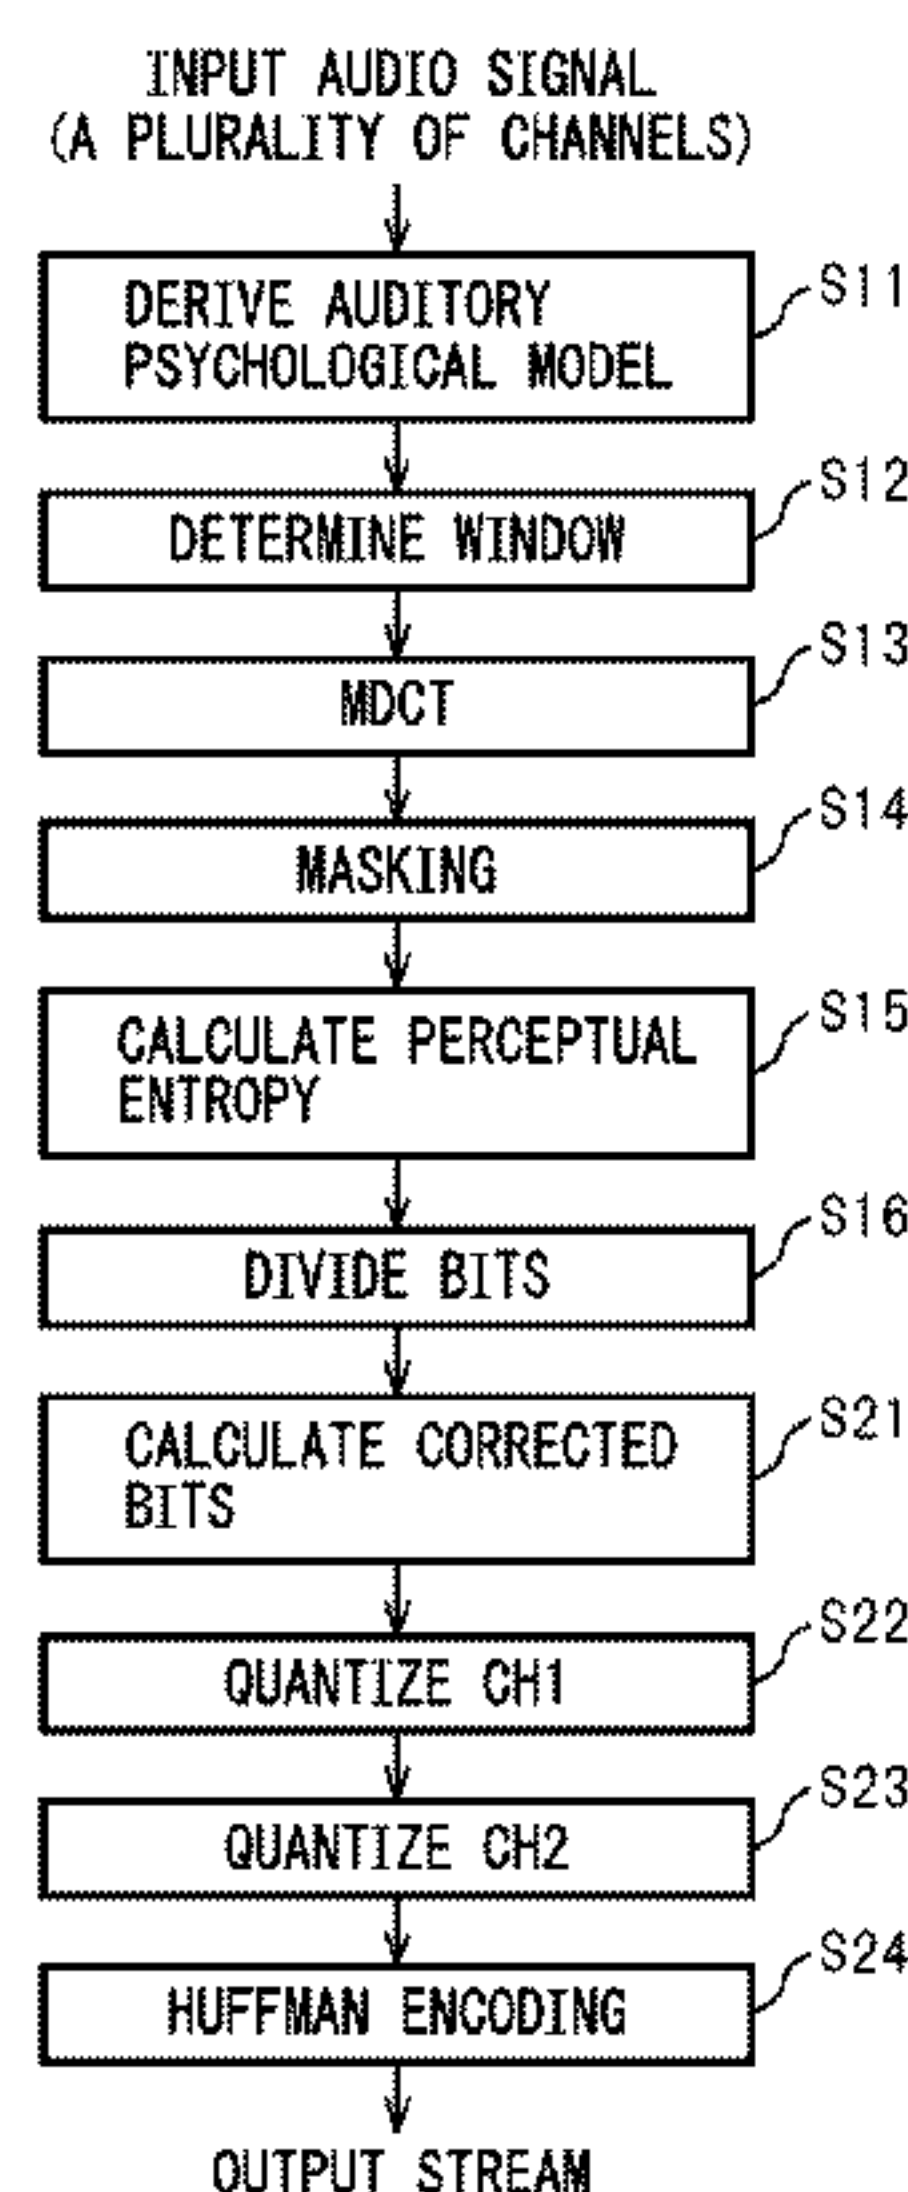 INPUT AUDIO SIGNAL
(A PLURALITY OF CHANNELS)
DERIVE AUDITORY
PSYCHOLOGICAL MODEL
S11
DETERMINE WINDOW
S12
MDCT
S13
MASKING
S14
CALCULATE PERCEPTUAL
ENTROPY
S15
DIVIDE BITS
S16
CALCULATE CORRECTED
BITS
S21
QUANTIZE CH1
S22
QUANTIZE CH2
S23
HUFFMAN ENCODING
S24
OUTPUT STREAM